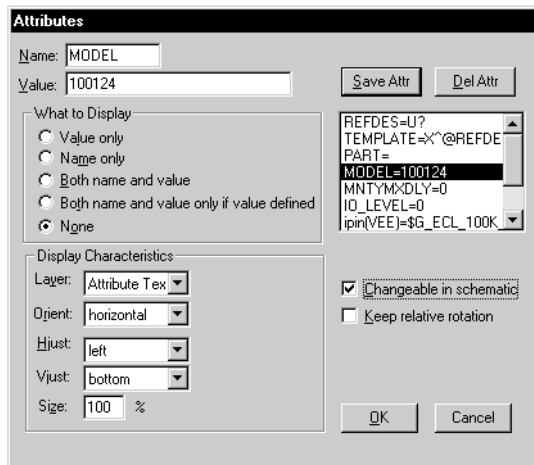 Attributes
Name: MODEL
Value: 100124
Save Attr
Del Attr
What to Display
Value only
Name only
Both name and value
Both name and value only if value defined
None
REFDES=U?
TEMPLATE=X^@REFDE
PART=
MODEL=100124
MNTYMXDLY=0
IO_LEVEL=0
ipin(VEE)=$G_ECL_100K_
Display Characteristics
Layer: Attribute Tex
Orient: horizontal
Hjust: left
Vjust: bottom
Size: 100 %
Changeable in schematic
Keep relative rotation
OK
Cancel